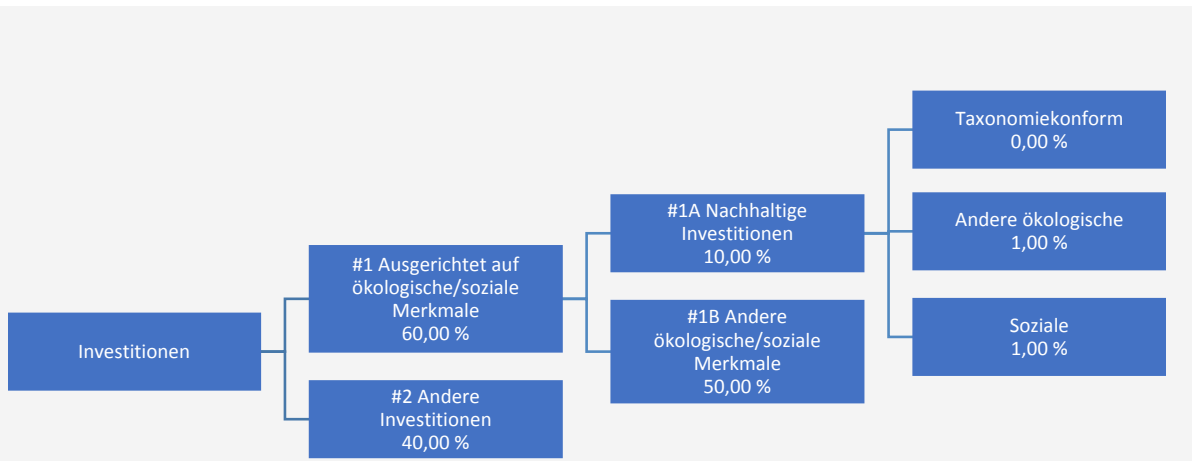 Investitionen
#1 Ausgerichtet auf
ökologische/soziale
Merkmale
60,00 %
#2 Andere
Investitionen
40,00 %
#1A Nachhaltige
Investitionen
10,00 %
#1B Andere
ökologische/soziale
Merkmale
50,00 %
Taxonomiekonform
0,00 %
Andere ökologische
1,00 %
Soziale
1,00 %